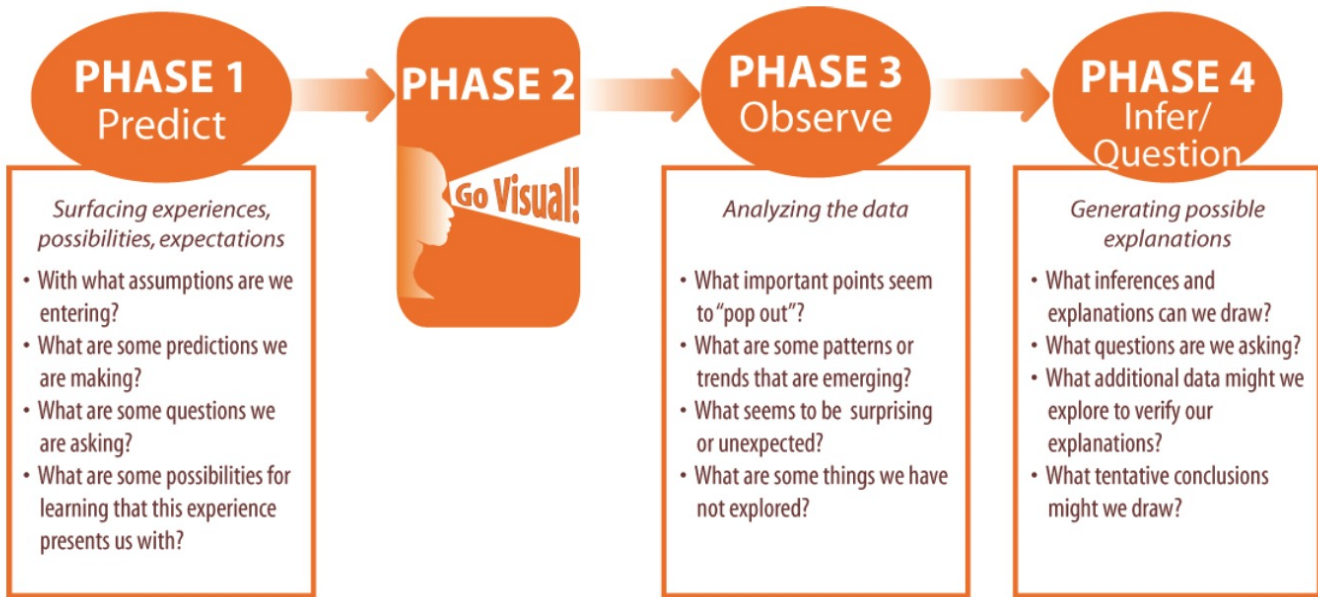 PHASE 1
Predict
Surfacing experiences,
possibilities, expectations
• With what assumptions are we
entering?
• What are some predictions we
are making?
• What are some questions we
are asking?
• What are some possibilities for
learning that this experience
presents us with?
PHASE 2
Go Visual!
PHASE 3
Observe
Analyzing the data
• What important points seem
to “pop out”?
• What are some patterns or
trends that are emerging?
• What seems to be surprising
or unexpected?
• What are some things we have
not explored?
PHASE 4
Infer/
Question
Generating possible
explanations
• What inferences and
explanations can we draw?
• What questions are we asking?
• What additional data might we
explore to verify our
explanations?
• What tentative conclusions
might we draw?